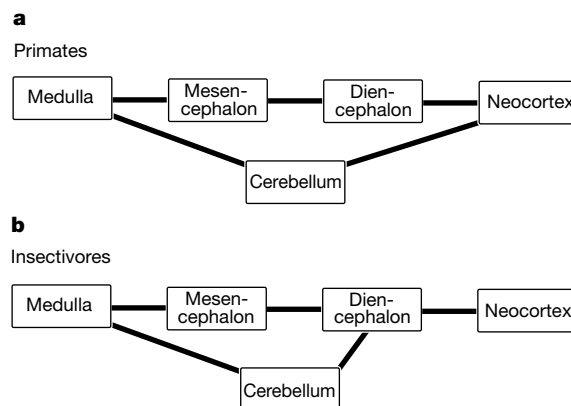 a
Primates
Medulla
Mesen-
cephalon
Dien-
cephalon
Neocortex
Cerebellum
b
Insectivores
Medulla
Mesen-
cephalon
Dien-
cephalon
Neocortex
Cerebellum